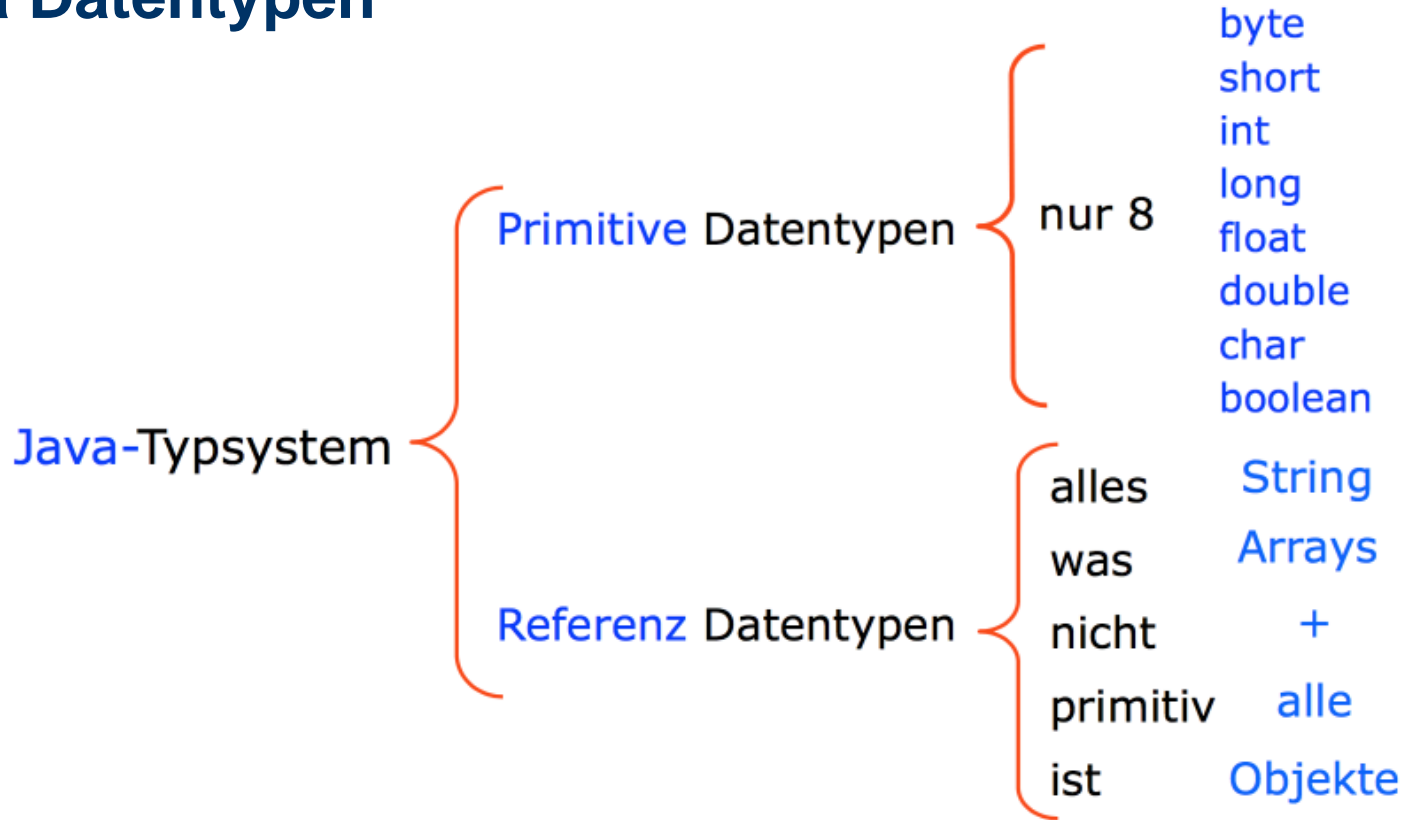 Datentypen
Java-Typsystem
Primitive Datentypen
nur 8
byte
short
int
long
float
double
char
boolean
Referenz Datentypen
alles
was
nicht
primitiv
ist
String
Arrays
+
alle
Objekte